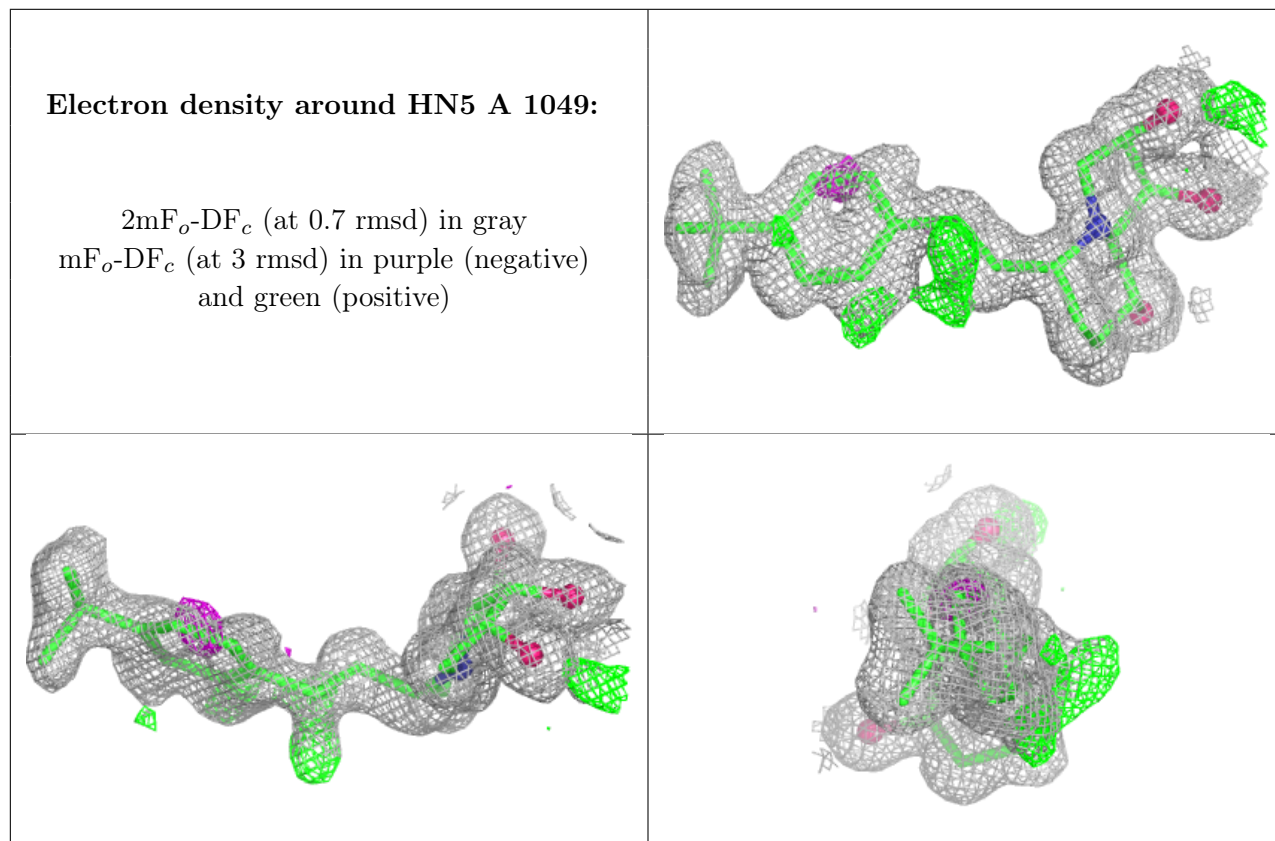 Electron density around HN5 A 1049:
2mFo-DFc (at 0.7 rmsd) in gray
mFo-DFc (at 3 rmsd) in purple (negative)
and green (positive)